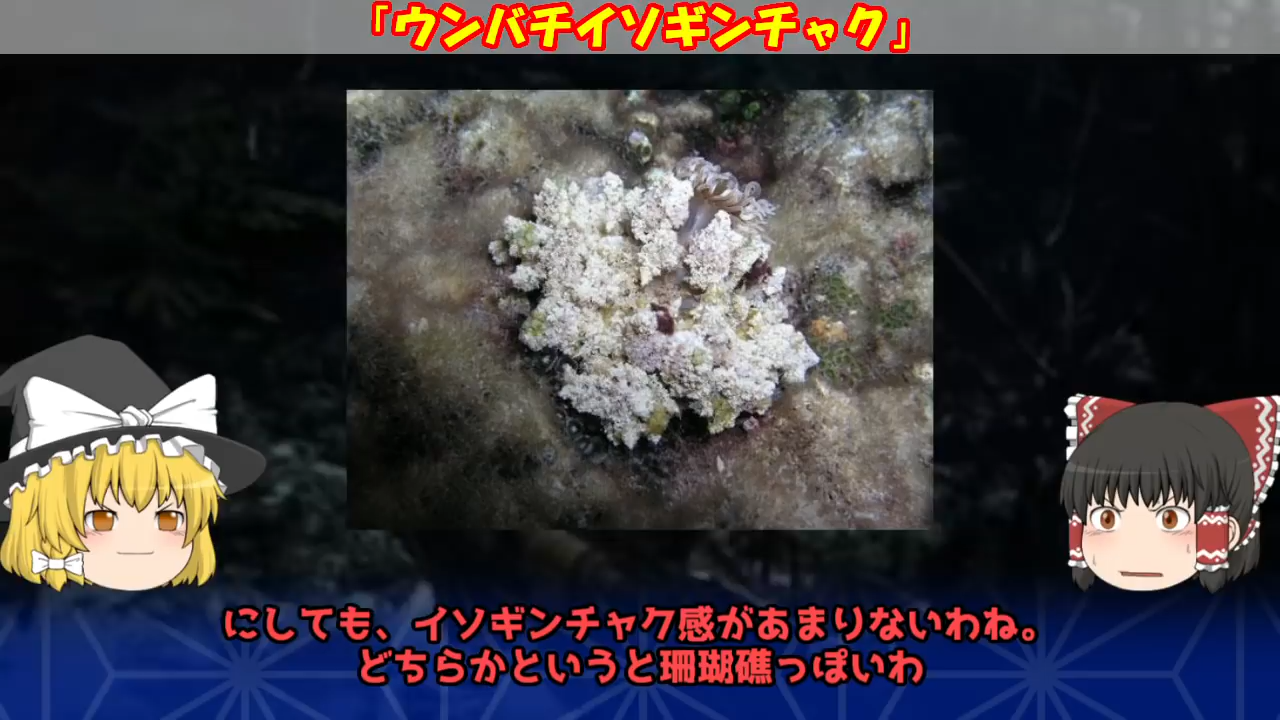 「ウンバチイソギンチャク」
にしても、イソギンチャク感があまりないわね。
どちらかというと珊瑚礁っぽいわ